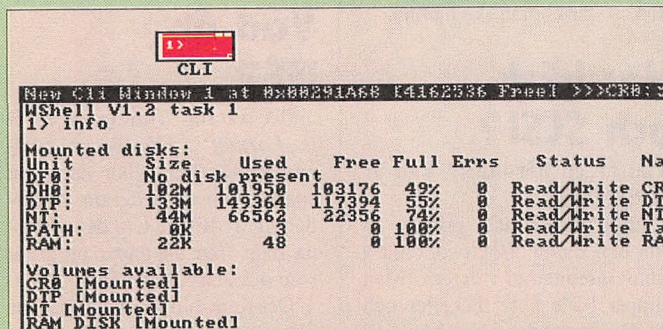 1>
CLI
New Cli Window 1 at 0x00291A68 [4162536 Free] >>>CR0:
WShell V1.2 task 1
1> info
Mounted disks:
Unit Size Used Free Full Errs Status Na
DF0: No disk present
DH0: 102M 101950 103176 49% 0 Read/Write CR
DTP: 133M 149364 117394 55% 0 Read/Write DT
NT: 44M 66562 22356 74% 0 Read/Write NT
PATH: 0K 3 0 100% 0 Read/Write Ta
RAM: 22K 48 0 100% 0 Read/Write RA
Volumes available:
CR0 [Mounted]
DTP [Mounted]
NT [Mounted]
RAM DISK [Mounted]